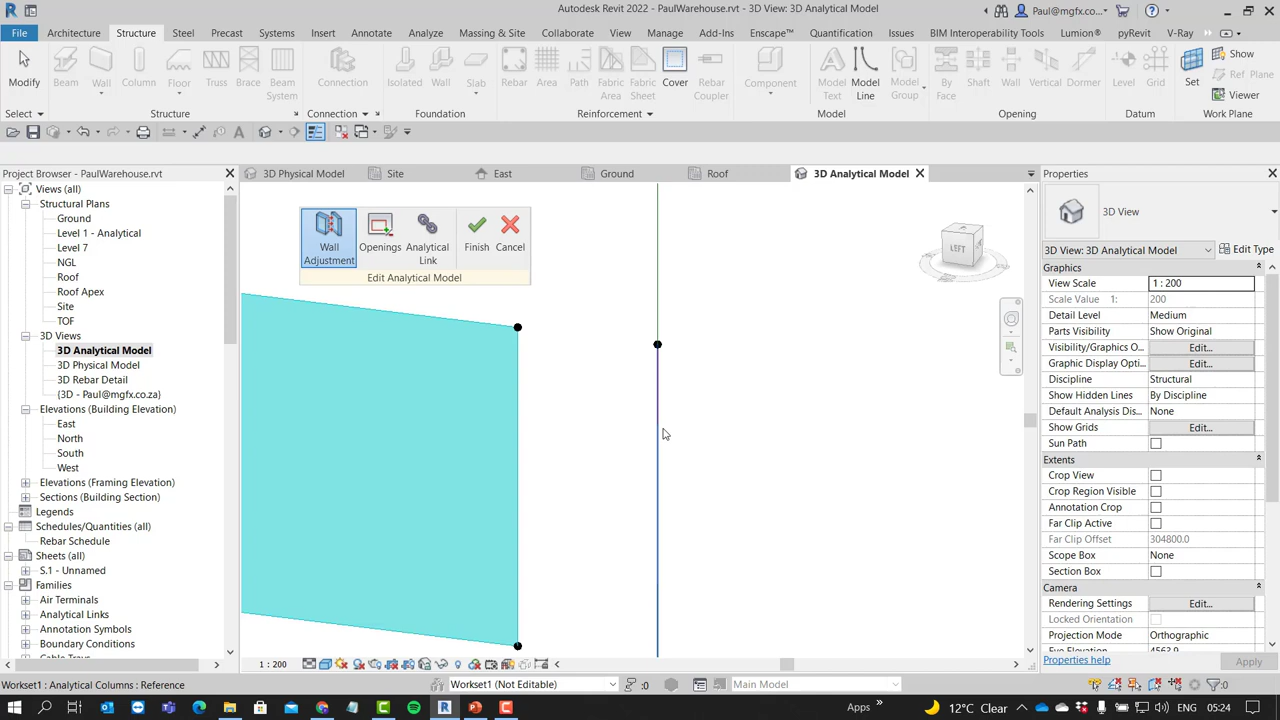 Autodesk Revit 2022 - PaulWarehouse.rvt - 3D View: 3D Analytical Model
Paul@mgfx.co...
File Architecture Structure Steel Precast Systems Insert Annotate Analyze Massing & Site Collaborate View Manage Add-Ins Enscape™ Quantification Issues BIM Interoperability Tools Lumion® pyRevit V-Ray
Modify Beam Wall Column Floor Truss Brace Beam System Connection Isolated Wall Slab Rebar Area Path Fabric Area Fabric Sheet Cover Rebar Coupler Component Model Text Model Line Model Group By Face Shaft Wall Vertical Dormer Level Grid Set Show
Ref Plane
Viewer
Select Structure Connection Foundation Reinforcement Model Opening Datum Work Plane
Project Browser - PaulWarehouse.rvt
3D Physical Model Site East Ground Roof 3D Analytical Model
Properties
Views (all)
Structural Plans
Ground
Level 1 - Analytical
Level 7
NGL
Roof
Roof Apex
Site
TOF
3D Views
3D Analytical Model
3D Physical Model
3D Rebar Detail
{3D - Paul@mgfx.co.za}
Elevations (Building Elevation)
East
North
South
West
Elevations (Framing Elevation)
Sections (Building Section)
Legends
Schedules/Quantities (all)
Rebar Schedule
Sheets (all)
S.1 - Unnamed
Families
Air Terminals
Analytical Links
Annotation Symbols
Boundary Conditions
Wall Adjustment
Openings
Analytical Link
Finish
Cancel
Edit Analytical Model
LEFT
3D View
3D View: 3D Analytical Model Edit Type
Graphics
View Scale 1 : 200
Scale Value 1: 200
Detail Level Medium
Parts Visibility Show Original
Visibility/Graphics O... Edit...
Graphic Display Opti... Edit...
Discipline Structural
Show Hidden Lines By Discipline
Default Analysis Dis... None
Show Grids Edit...
Sun Path
Extents
Crop View
Crop Region Visible
Annotation Crop
Far Clip Active
Far Clip Offset 304800.0
Scope Box None
Section Box
Camera
Rendering Settings Edit...
Locked Orientation
Projection Mode Orthographic
Properties help Apply
1 : 200
Workset1 : Analytical Columns : Reference
Workset1 (Not Editable)
:0
Main Model
:0
Apps
12°C Clear
ENG
05:24